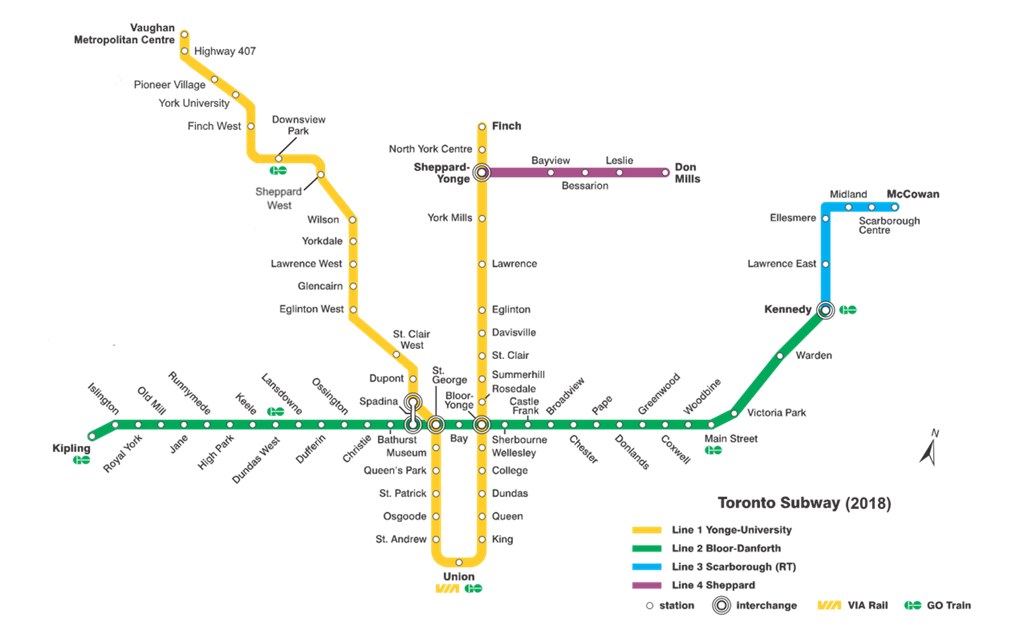 Vaughan
Metropolitan Centre
Highway 407
Pioneer Village
York University
Finch West
Downsview
Park
GO
Sheppard
West
Wilson
Yorkdale
Lawrence West
Glencairn
Eglinton West
St. Clair
West
Dupont
Spadina
St.
George
Bloor-
Yonge
Finch
North York Centre
Sheppard-
Yonge
Bayview
Leslie
Bessarion
Don
Mills
York Mills
Lawrence
Eglinton
Davisville
St. Clair
Summerhill
Rosedale
Castle
Frank
Midland
McCowan
Ellesmere
Scarborough
Centre
Lawrence East
Kennedy
GO
Warden
Victoria Park
Main Street
GO
Islington
Old Mill
Runnymede
Keele
Lansdowne
GO
Ossington
Broadview
Pape
Greenwood
Woodbine
Kipling
GO
Royal York
Jane
High Park
Dundas West
Dufferin
Christie
Bathurst
Bay
Sherbourne
Chester
Donlands
Coxwell
Museum
Queen's Park
St. Patrick
Osgoode
St. Andrew
Wellesley
College
Dundas
Queen
King
Union
VIA GO
N
Toronto Subway (2018)
Line 1 Yonge-University
Line 2 Bloor-Danforth
Line 3 Scarborough (RT)
Line 4 Sheppard
station interchange VIA VIA Rail GO GO Train